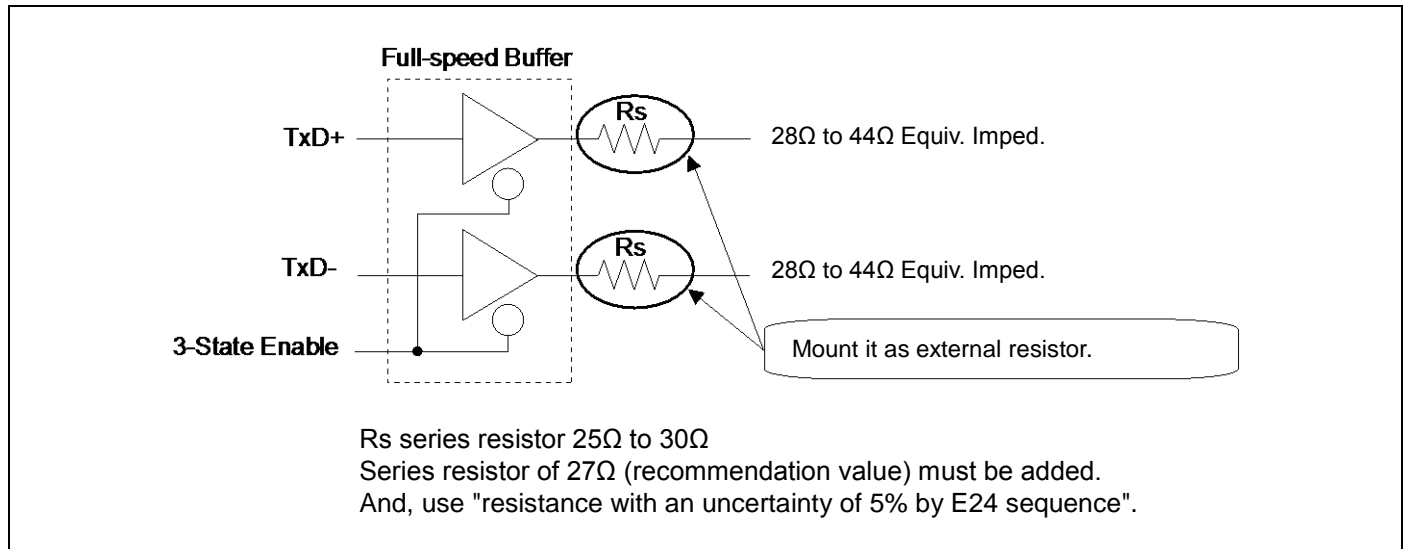 Full-speed Buffer
Rs
TxD+
28Ω to 44Ω Equiv. Imped.
Rs
TxD-
28Ω to 44Ω Equiv. Imped.
3-State Enable
Mount it as external resistor.
Rs series resistor 25Ω to 30Ω
Series resistor of 27Ω (recommendation value) must be added.
And, use "resistance with an uncertainty of 5% by E24 sequence".